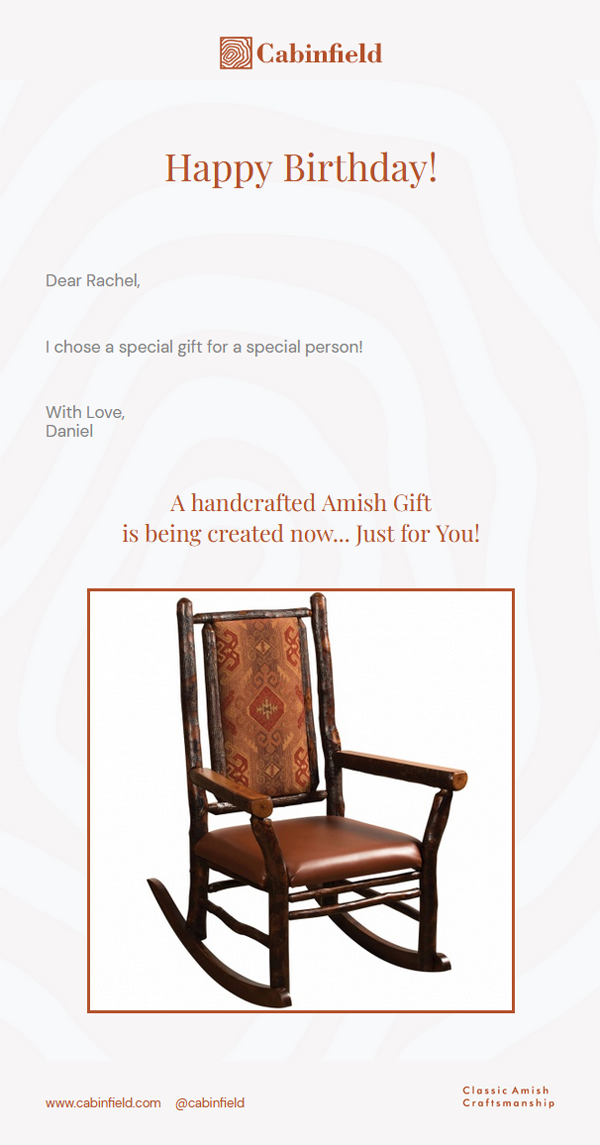 Cabinfield
Happy Birthday!
Dear Rachel,
I chose a special gift for a special person!
With Love,
Daniel
A handcrafted Amish Gift
is being created now... Just for You!
www.cabinfield.com @cabinfield
Classic Amish
Craftsmanship